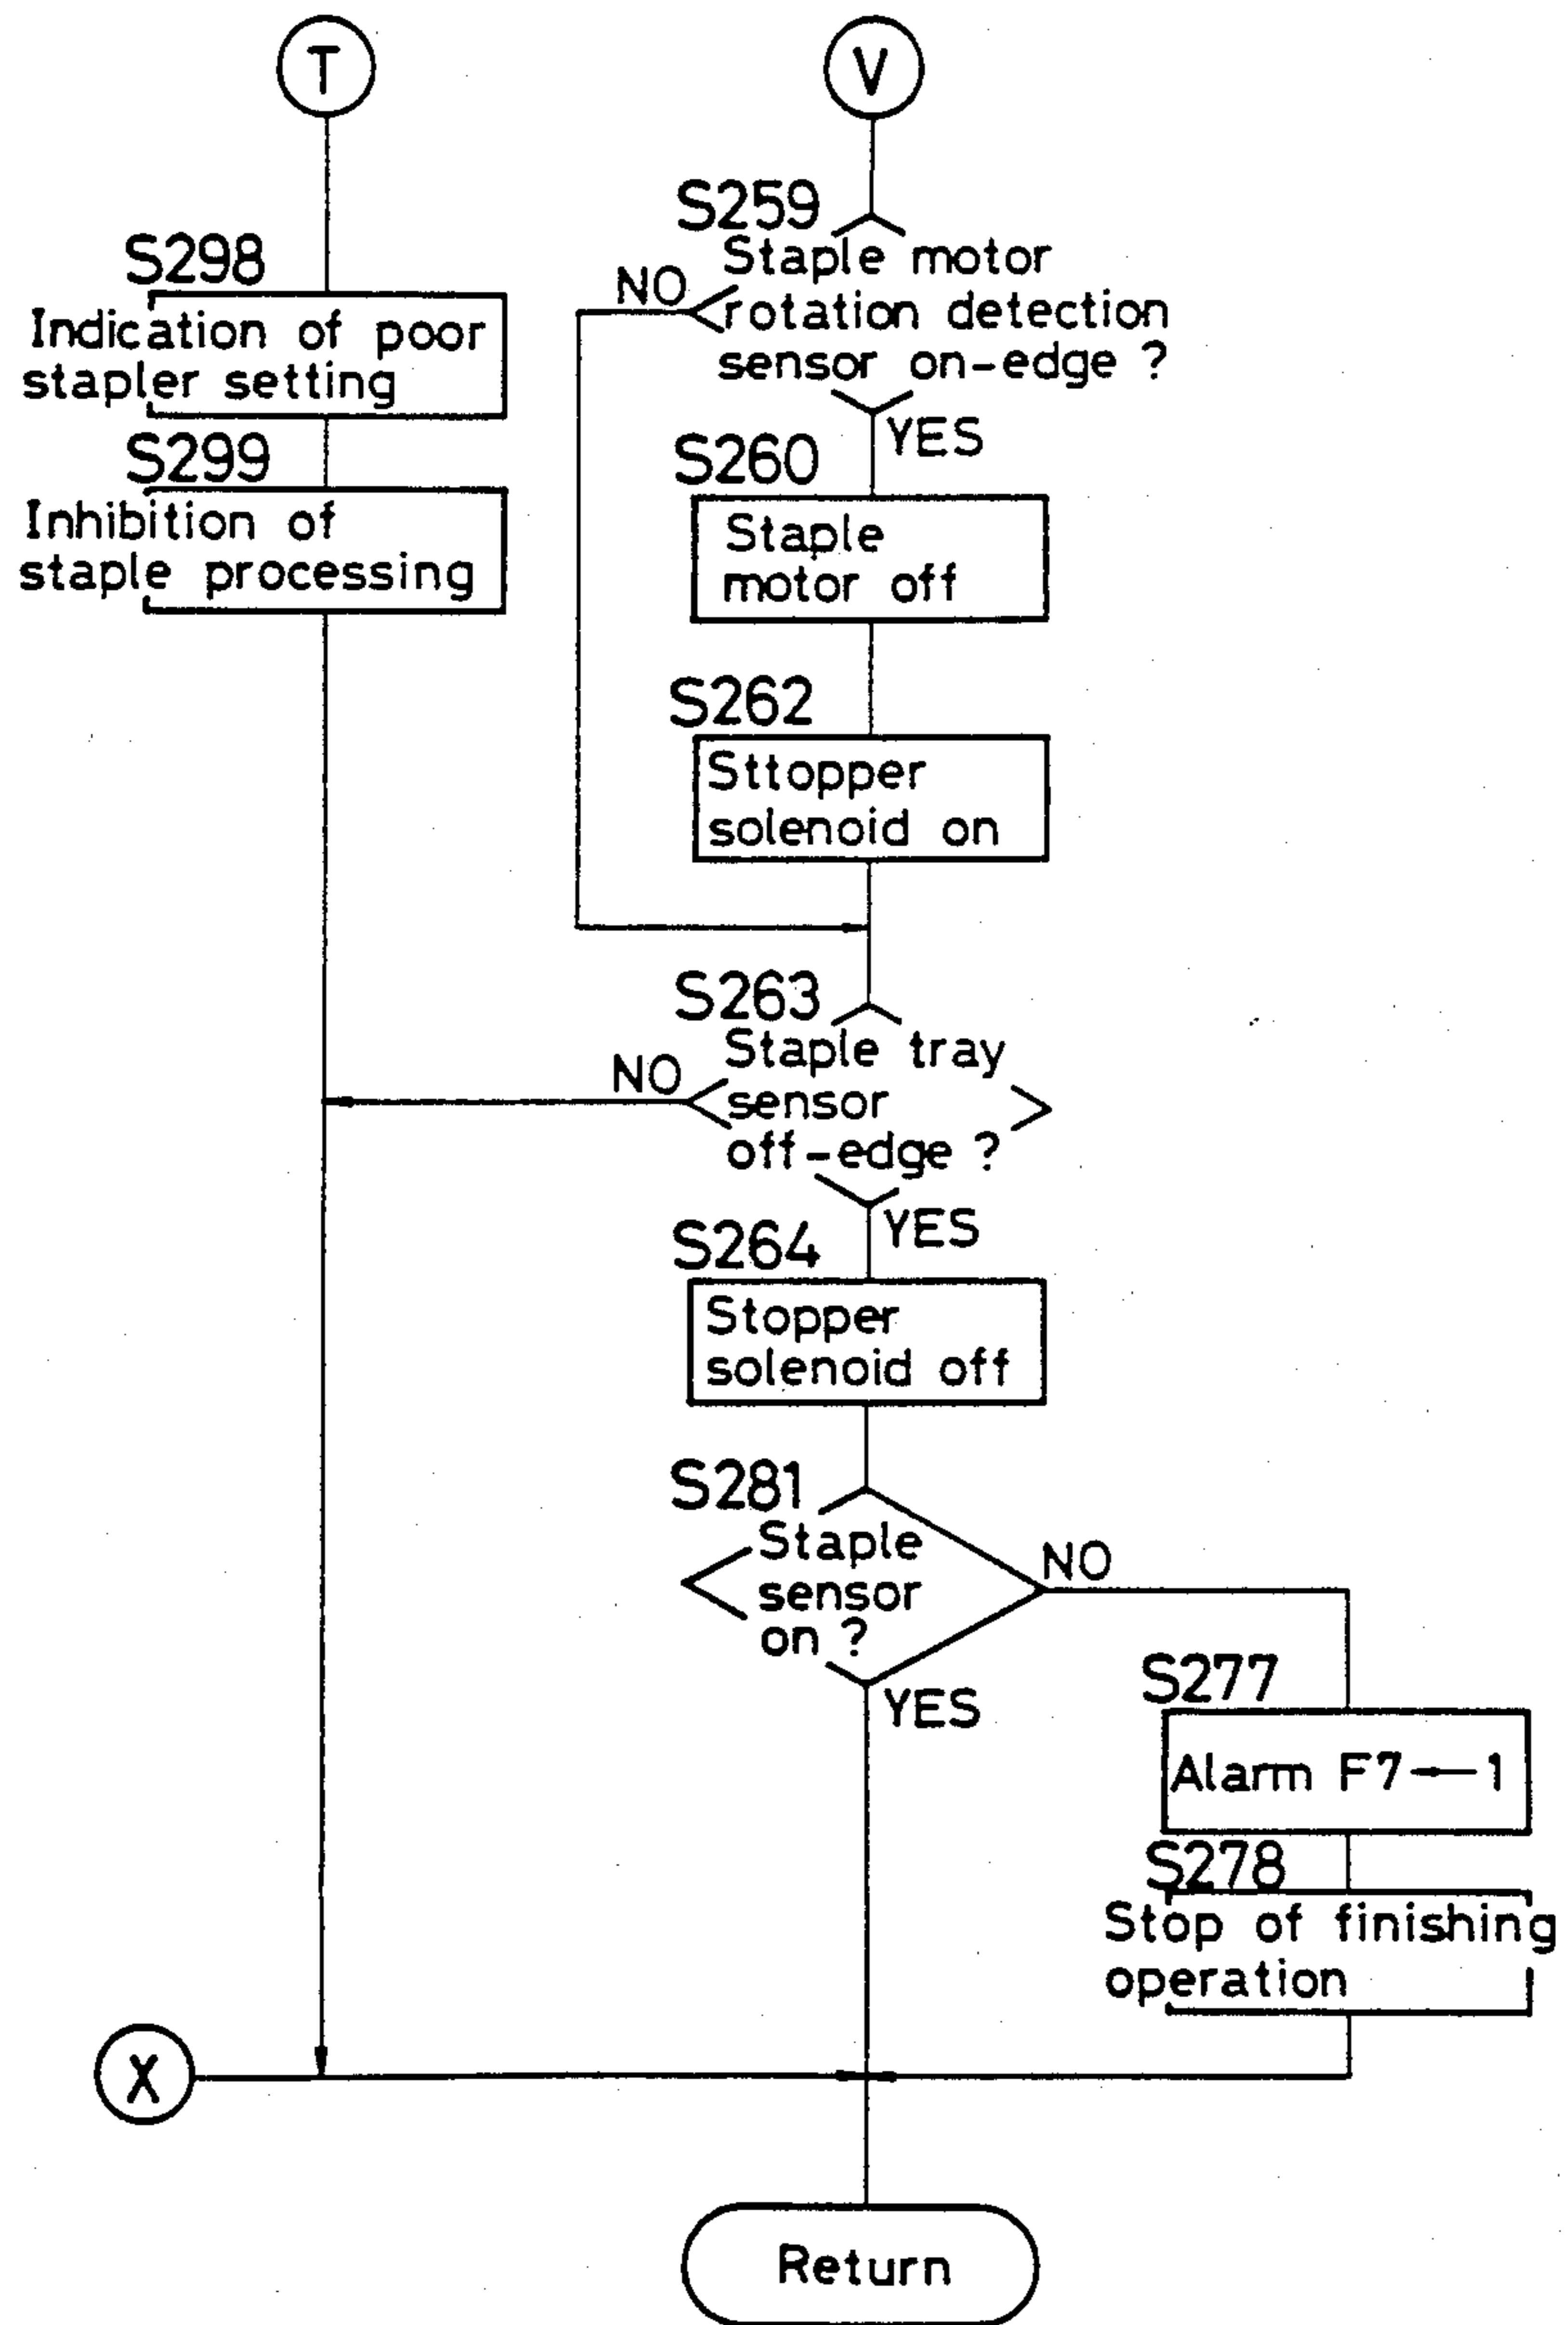 T
V
S298
Indication of poor
stapler setting
S299
Inhibition of
staple processing
S259
Staple motor
rotation detection
sensor on-edge ?
NO
YES
S260
Staple
motor off
S262
Sttopper
solenoid on
S263
Staple tray
sensor
off-edge ?
NO
YES
S264
Stopper
solenoid off
S281
Staple
sensor
on ?
NO
YES
S277
Alarm F7←1
S278
Stop of finishing
operation
X
Return